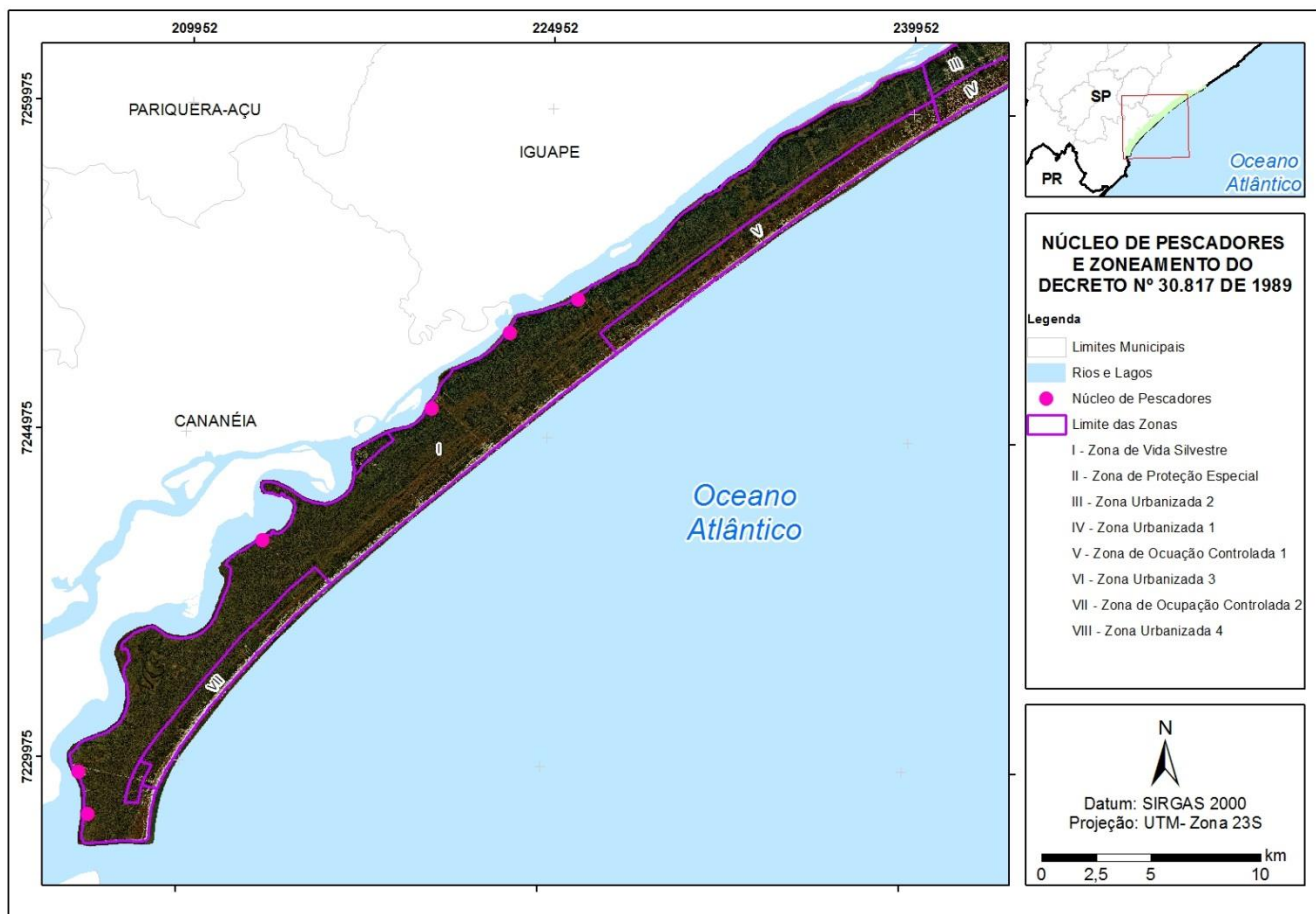 209952
224952
239952
7259975
7244975
7229975
PARIQUERA-AÇU
IGUAPE
CANANÉIA
III
IV
V
I
VII
Oceano
Atlântico
SP
PR
Oceano
Atlântico
NÚCLEO DE PESCADORES
E ZONEAMENTO DO
DECRETO Nº 30.817 DE 1989
Legenda
Limites Municipais
Rios e Lagos
Núcleo de Pescadores
Limite das Zonas
I - Zona de Vida Silvestre
II - Zona de Proteção Especial
III - Zona Urbanizada 2
IV - Zona Urbanizada 1
V - Zona de Ocuação Controlada 1
VI - Zona Urbanizada 3
VII - Zona de Ocupação Controlada 2
VIII - Zona Urbanizada 4
N
Datum: SIRGAS 2000
Projeção: UTM- Zona 23S
km
0 2,5 5 10